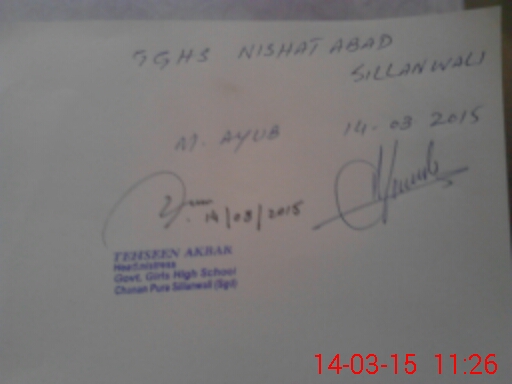 GGHS NISHAT ABAD
SILLANWALI
M. AYUB 14-03 2015
14/03/2015
TEHSEEN AKBAR
Headmistress
Govt. Girls High School
Chinan Pura Sillanwali (Sgd)
14-03-15 11:26